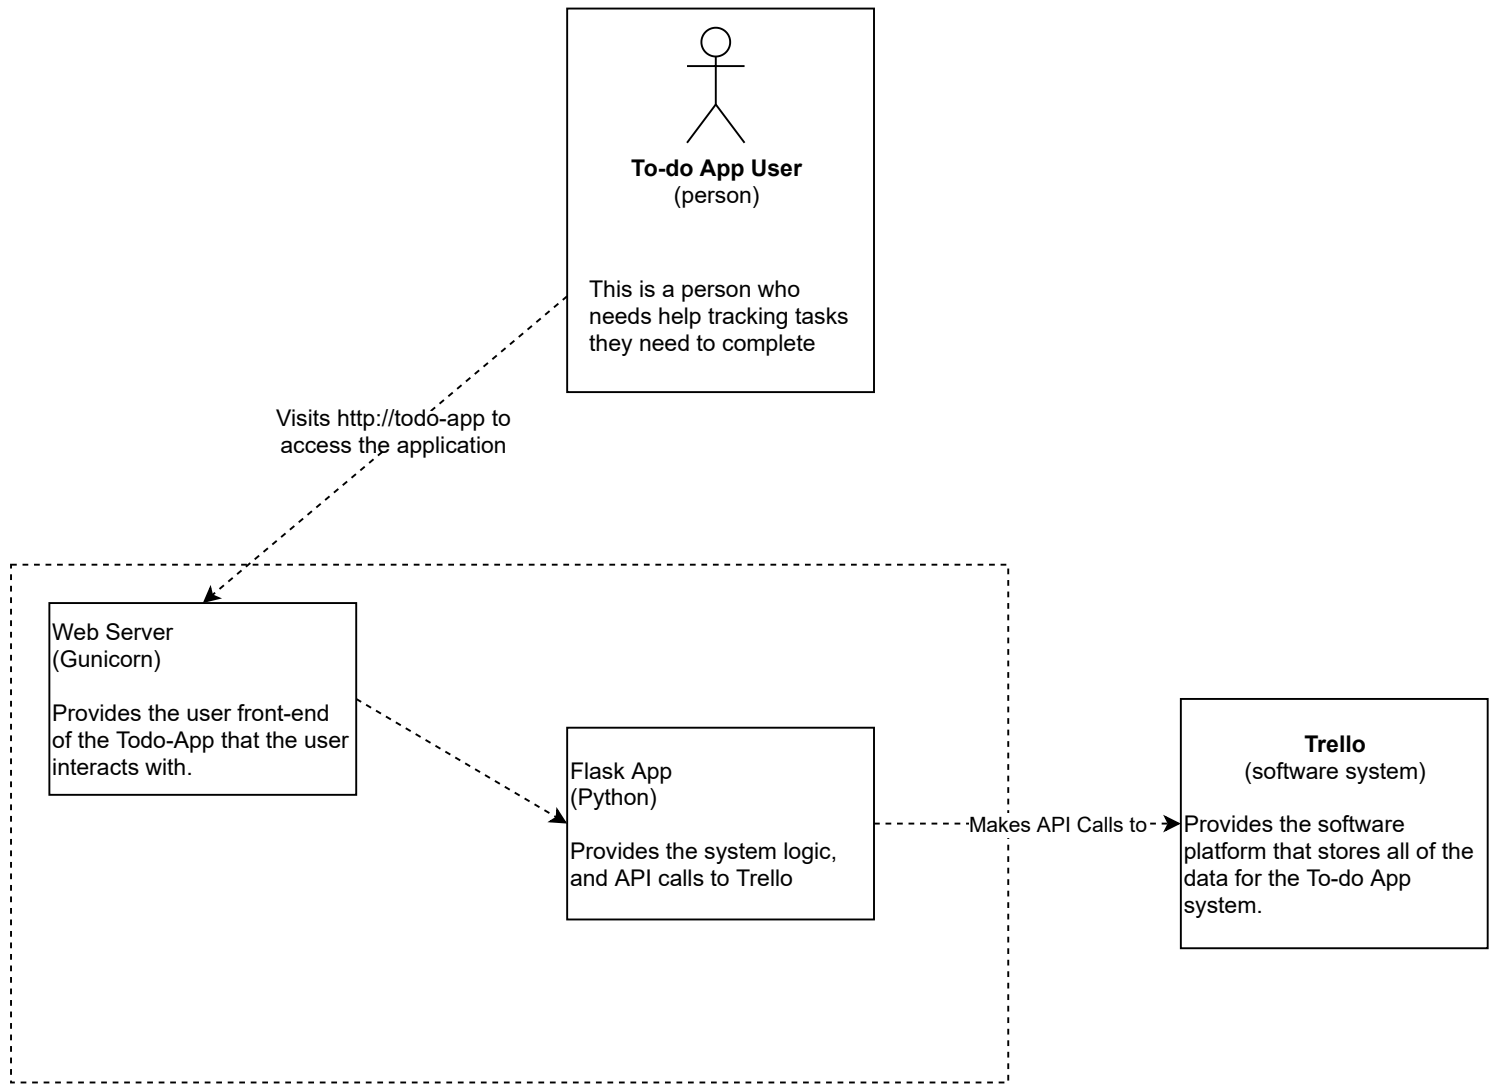 To-do App User
(person)
This is a person who
needs help tracking tasks
they need to complete
Visits http://todo-app to
access the application
Web Server
(Gunicorn)
Provides the user front-end
of the Todo-App that the user
interacts with.
Flask App
(Python)
Provides the system logic,
and API calls to Trello
Makes API Calls to
Trello
(software system)
Provides the software
platform that stores all of the
data for the To-do App
system.